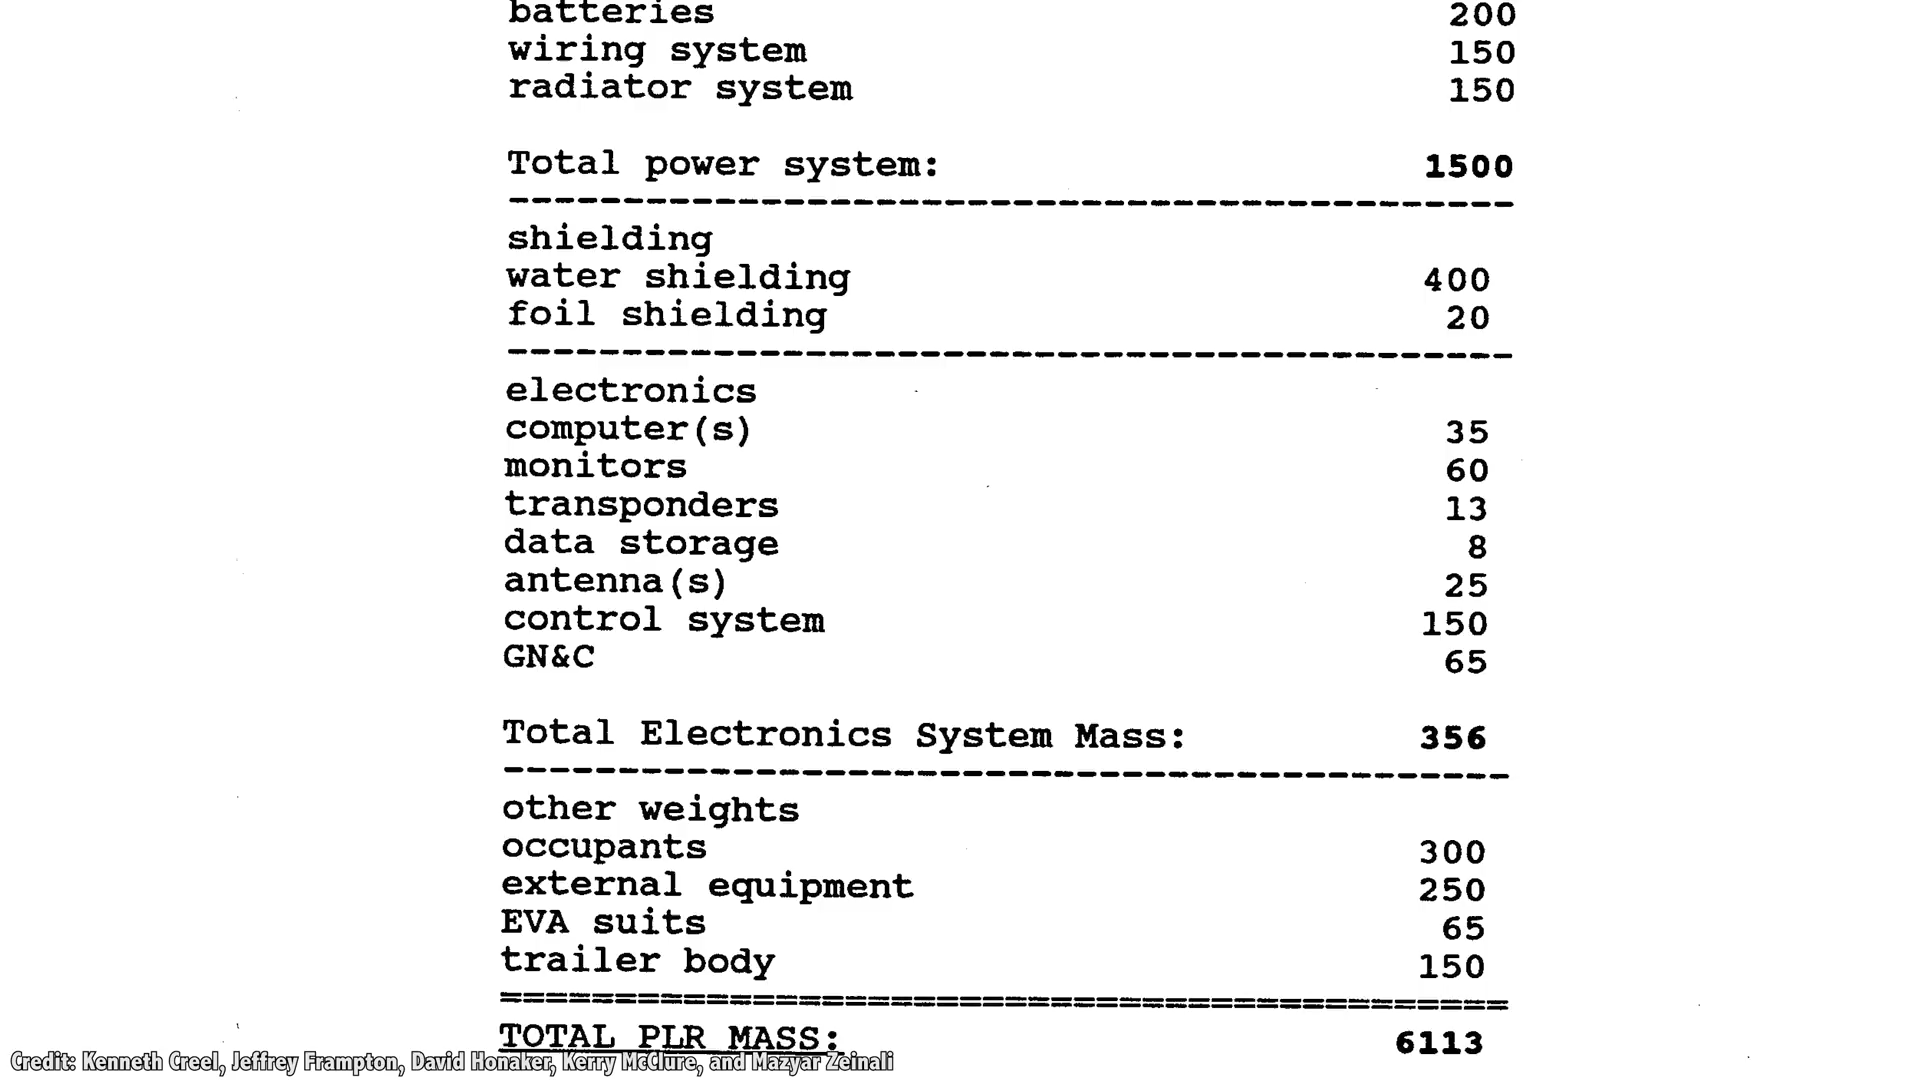 batteries 200
wiring system 150
radiator system 150
Total power system: 1500
shielding
water shielding 400
foil shielding 20
electronics
computer(s) 35
monitors 60
transponders 13
data storage 8
antenna(s) 25
control system 150
GN&C 65
Total Electronics System Mass: 356
other weights
occupants 300
external equipment 250
EVA suits 65
trailer body 150
TOTAL PLR MASS: 6113
Credit: Kenneth Creel, Jeffrey Frampton, David Honaker, Kerry McClure, and Mazyar Zeinali